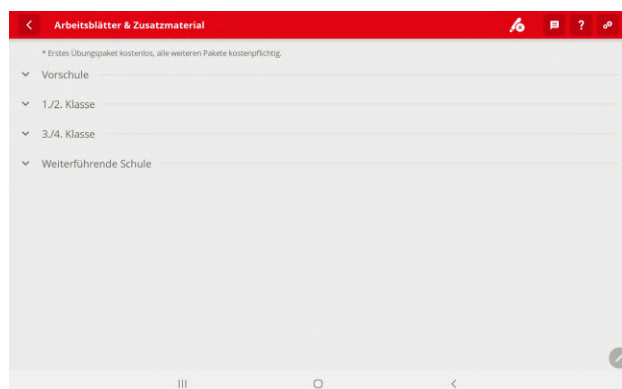 Arbeitsblätter & Zusatzmaterial
* Erstes Übungspaket kostenlos, alle weiteren Pakete kostenpflichtig.
Vorschule
1./2. Klasse
3./4. Klasse
Weiterführende Schule